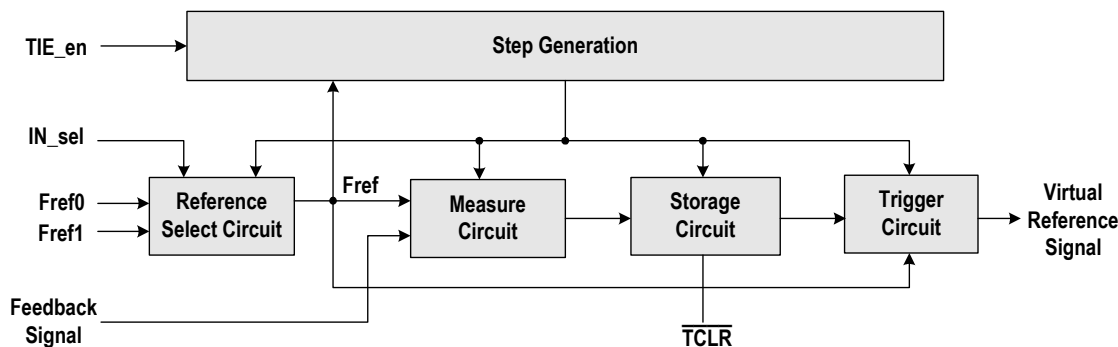 TIE_en
Step Generation
IN_sel
Fref0
Fref1
Reference
Select Circuit
Fref
Measure
Circuit
Storage
Circuit
Trigger
Circuit
Virtual
Reference
Signal
Feedback
Signal
TCLR